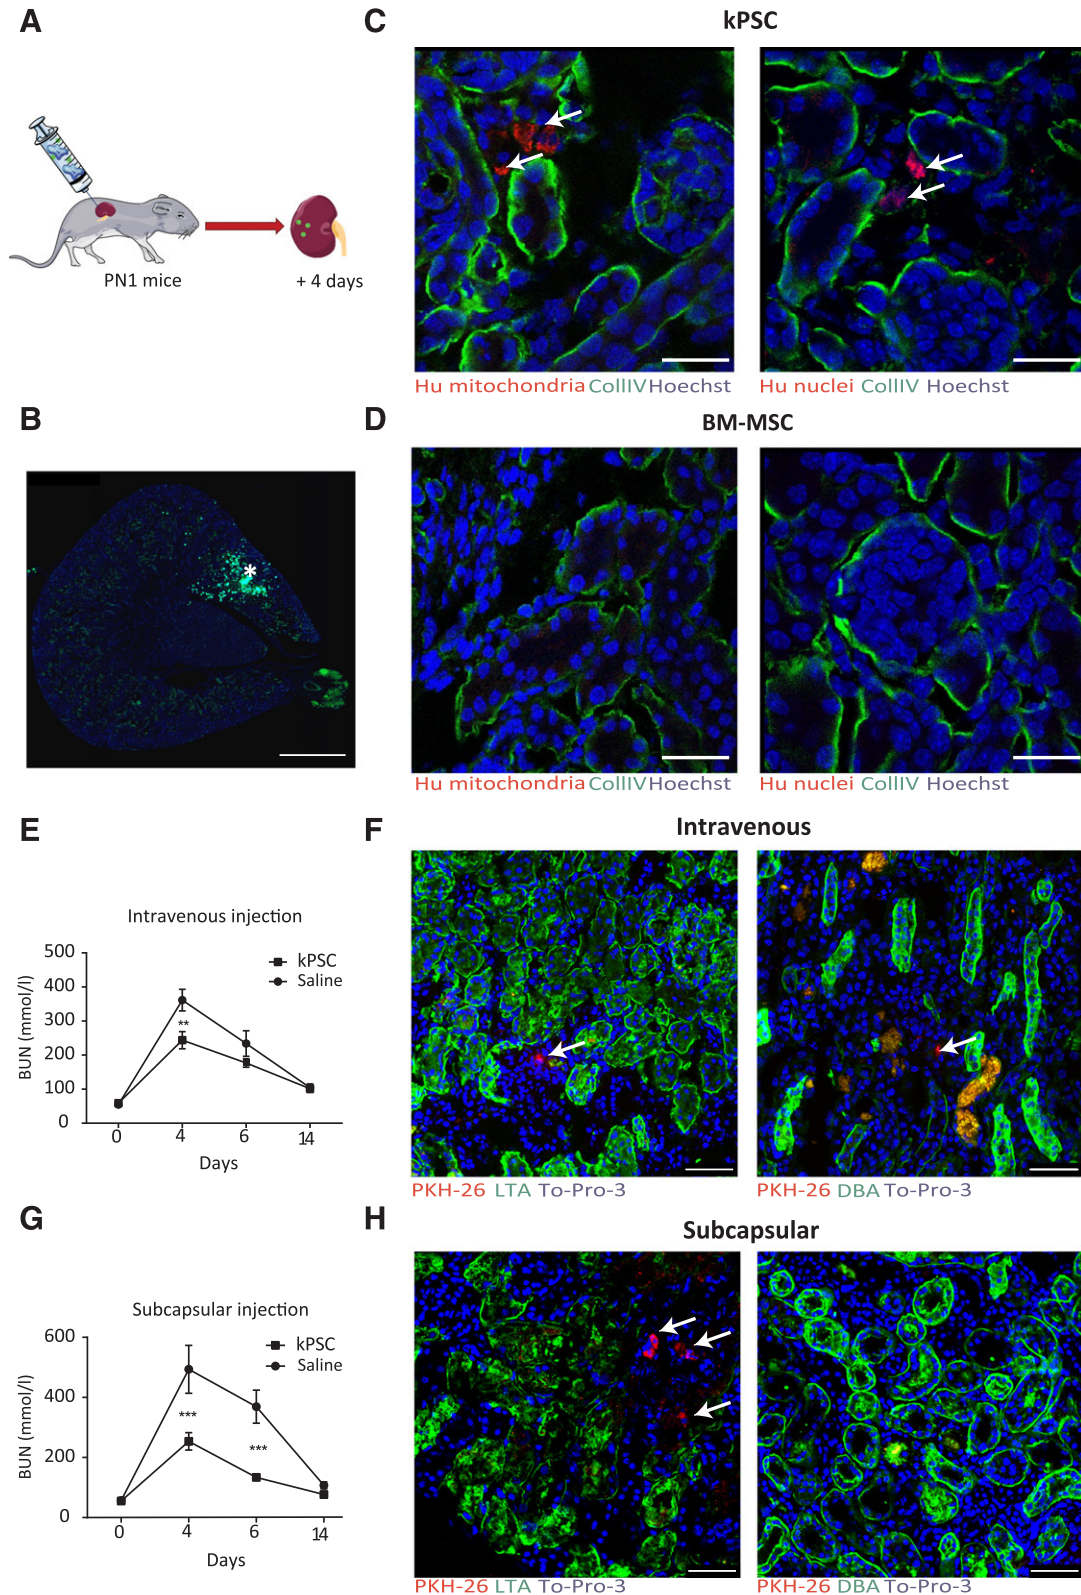 A
PN1 mice
+ 4 days
B
*
C
kPSC
Hu mitochondria CollIV Hoechst
Hu nuclei CollIV Hoechst
D
BM-MSC
Hu mitochondria CollIV Hoechst
Hu nuclei CollIV Hoechst
E
Intravenous injection
BUN (mmol/l)
500
400
300
200
100
0
kPSC
Saline
**
0 4 6 14
Days
F
Intravenous
PKH-26 LTA To-Pro-3
PKH-26 DBA To-Pro-3
G
Subcapsular injection
BUN (mmol/l)
600
400
200
0
kPSC
Saline
***
***
0 4 6 14
Days
H
Subcapsular
PKH-26 LTA To-Pro-3
PKH-26 DBA To-Pro-3